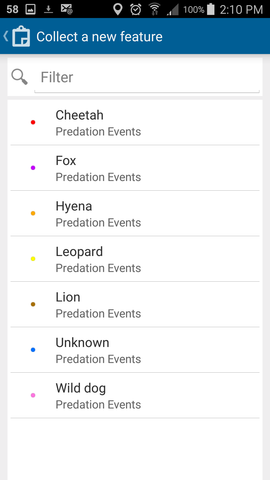 58 100% 2:10 PM
Collect a new feature
Filter
Cheetah
Predation Events
Fox
Predation Events
Hyena
Predation Events
Leopard
Predation Events
Lion
Predation Events
Unknown
Predation Events
Wild dog
Predation Events